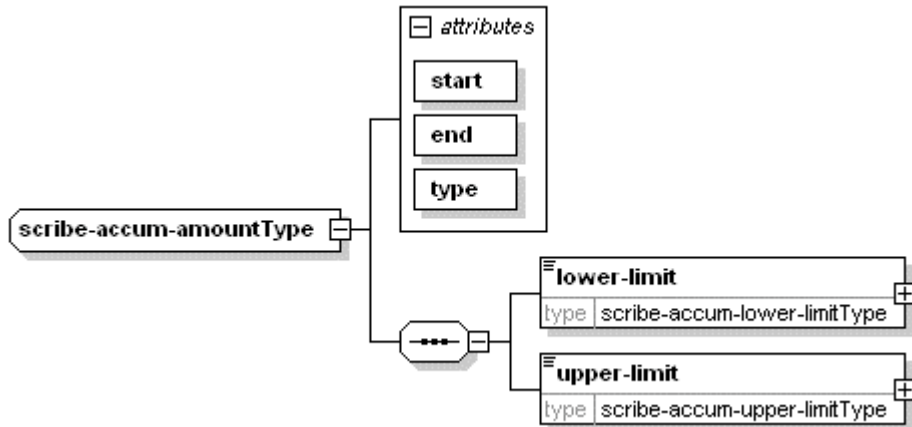 attributes
start
end
type
scribe-accum-amountType
lower-limit
type scribe-accum-lower-limitType
upper-limit
type scribe-accum-upper-limitType